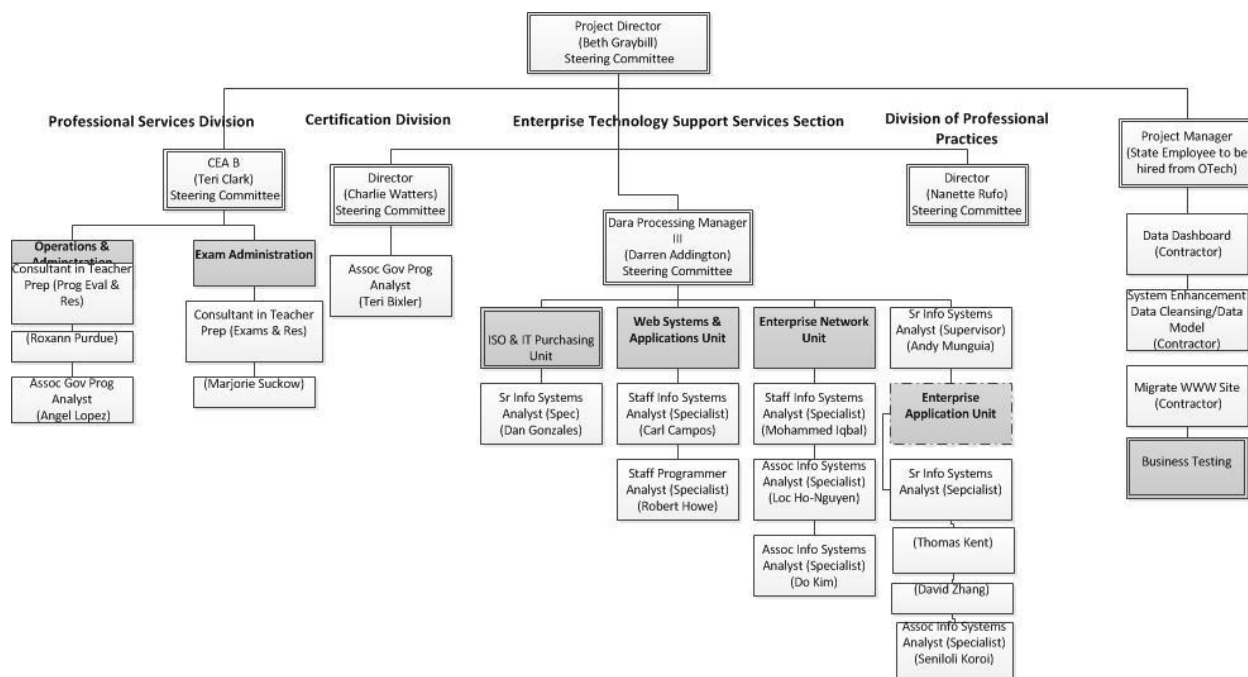 Project Director
(Beth Graybill)
Steering Committee
Professional Services Division
Certification Division
Enterprise Technology Support Services Section
Division of Professional
Practices
Project Manager
(State Employee to be
hired from OTech)
CEA B
(Teri Clark)
Steering Committee
Director
(Charlie Watters)
Steering Committee
Director
(Nanette Rufo)
Steering Committee
Dara Processing Manager
III
(Darren Addington)
Steering Committee
Data Dashboard
(Contractor)
Operations &
Adminstration
Consultant in Teacher
Prep (Prog Eval &
Res)
(Roxann Purdue)
Assoc Gov Prog
Analyst
(Angel Lopez)
Exam Administration
Consultant in Teacher
Prep (Exams & Res)
(Marjorie Suckow)
Assoc Gov Prog
Analyst
(Teri Bixler)
ISO & IT Purchasing
Unit
Sr Info Systems
Analyst (Spec)
(Dan Gonzales)
Web Systems &
Applications Unit
Staff Info Systems
Analyst (Specialist)
(Carl Campos)
Staff Programmer
Analyst (Specialist)
(Robert Howe)
Enterprise Network
Unit
Staff Info Systems
Analyst (Specialist)
(Mohammed Iqbal)
Assoc Info Systems
Analyst (Specialist)
(Loc Ho-Nguyen)
Assoc Info Systems
Analyst (Specialist)
(Do Kim)
Sr Info Systems
Analyst (Supervisor)
(Andy Munguia)
Enterprise
Application Unit
Sr Info Systems
Analyst (Sepcialist)
(Thomas Kent)
(David Zhang)
Assoc Info Systems
Analyst (Specialist)
(Seniloli Koroi)
System Enhancement
Data Cleansing/Data
Model
(Contractor)
Migrate WWW Site
(Contractor)
Business Testing